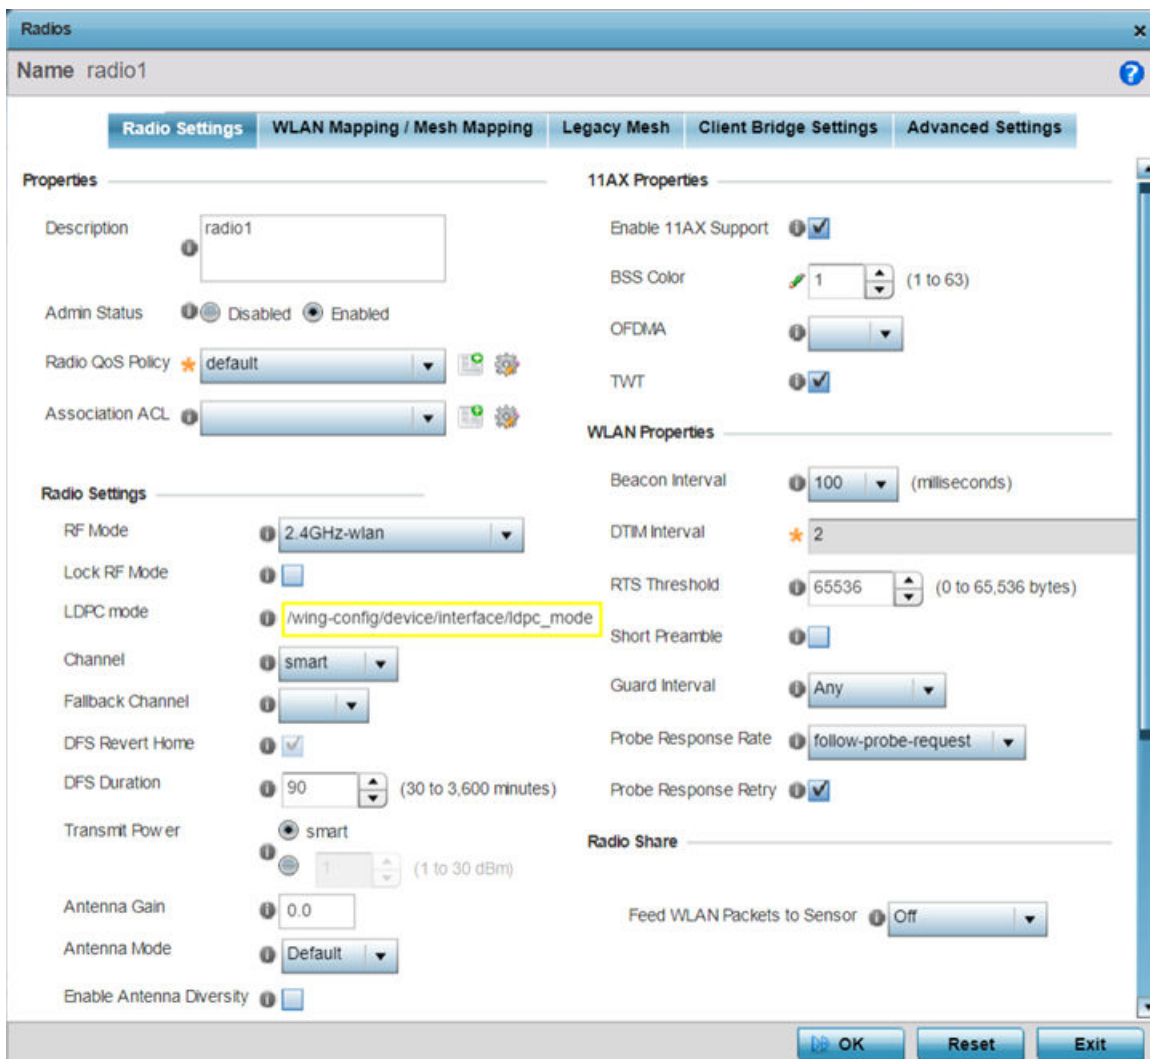 Radios
Name radio1
Radio Settings
WLAN Mapping / Mesh Mapping
Legacy Mesh
Client Bridge Settings
Advanced Settings
Properties
Description
radio1
Admin Status
Disabled
Enabled
Radio QoS Policy
default
Association ACL
Radio Settings
RF Mode
2.4GHz-wlan
Lock RF Mode
LDPC mode
/wing-config/device/interface/ldpc_mode
Channel
smart
Fallback Channel
DFS Revert Home
DFS Duration
90
(30 to 3,600 minutes)
Transmit Power
smart
1
(1 to 30 dBm)
Antenna Gain
0.0
Antenna Mode
Default
Enable Antenna Diversity
11AX Properties
Enable 11AX Support
BSS Color
1
(1 to 63)
OFDMA
TWT
WLAN Properties
Beacon Interval
100
(milliseconds)
DTIM Interval
2
RTS Threshold
65536
(0 to 65,536 bytes)
Short Preamble
Guard Interval
Any
Probe Response Rate
follow-probe-request
Probe Response Retry
Radio Share
Feed WLAN Packets to Sensor
Off
OK
Reset
Exit